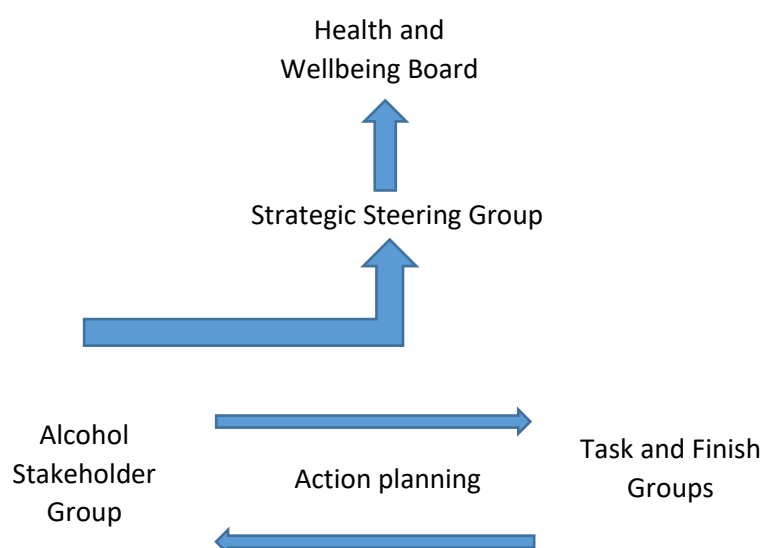 Health and
Wellbeing Board
Strategic Steering Group
Alcohol
Stakeholder
Group
Action planning
Task and Finish
Groups